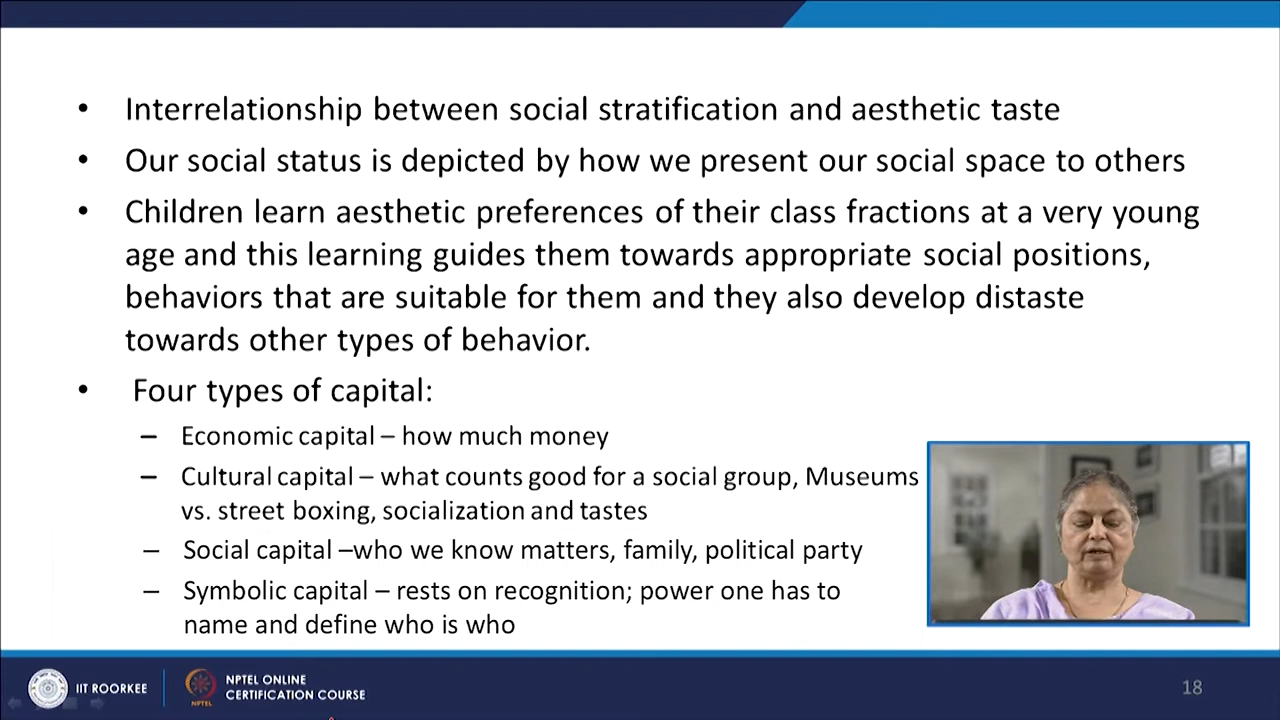 • Interrelationship between social stratification and aesthetic taste
• Our social status is depicted by how we present our social space to others
• Children learn aesthetic preferences of their class fractions at a very young
age and this learning guides them towards appropriate social positions,
behaviors that are suitable for them and they also develop distaste
towards other types of behavior.
• Four types of capital:
– Economic capital – how much money
– Cultural capital – what counts good for a social group, Museums
vs. street boxing, socialization and tastes
– Social capital –who we know matters, family, political party
– Symbolic capital – rests on recognition; power one has to
name and define who is who
IIT ROORKEE
NPTEL
NPTEL ONLINE
CERTIFICATION COURSE
18